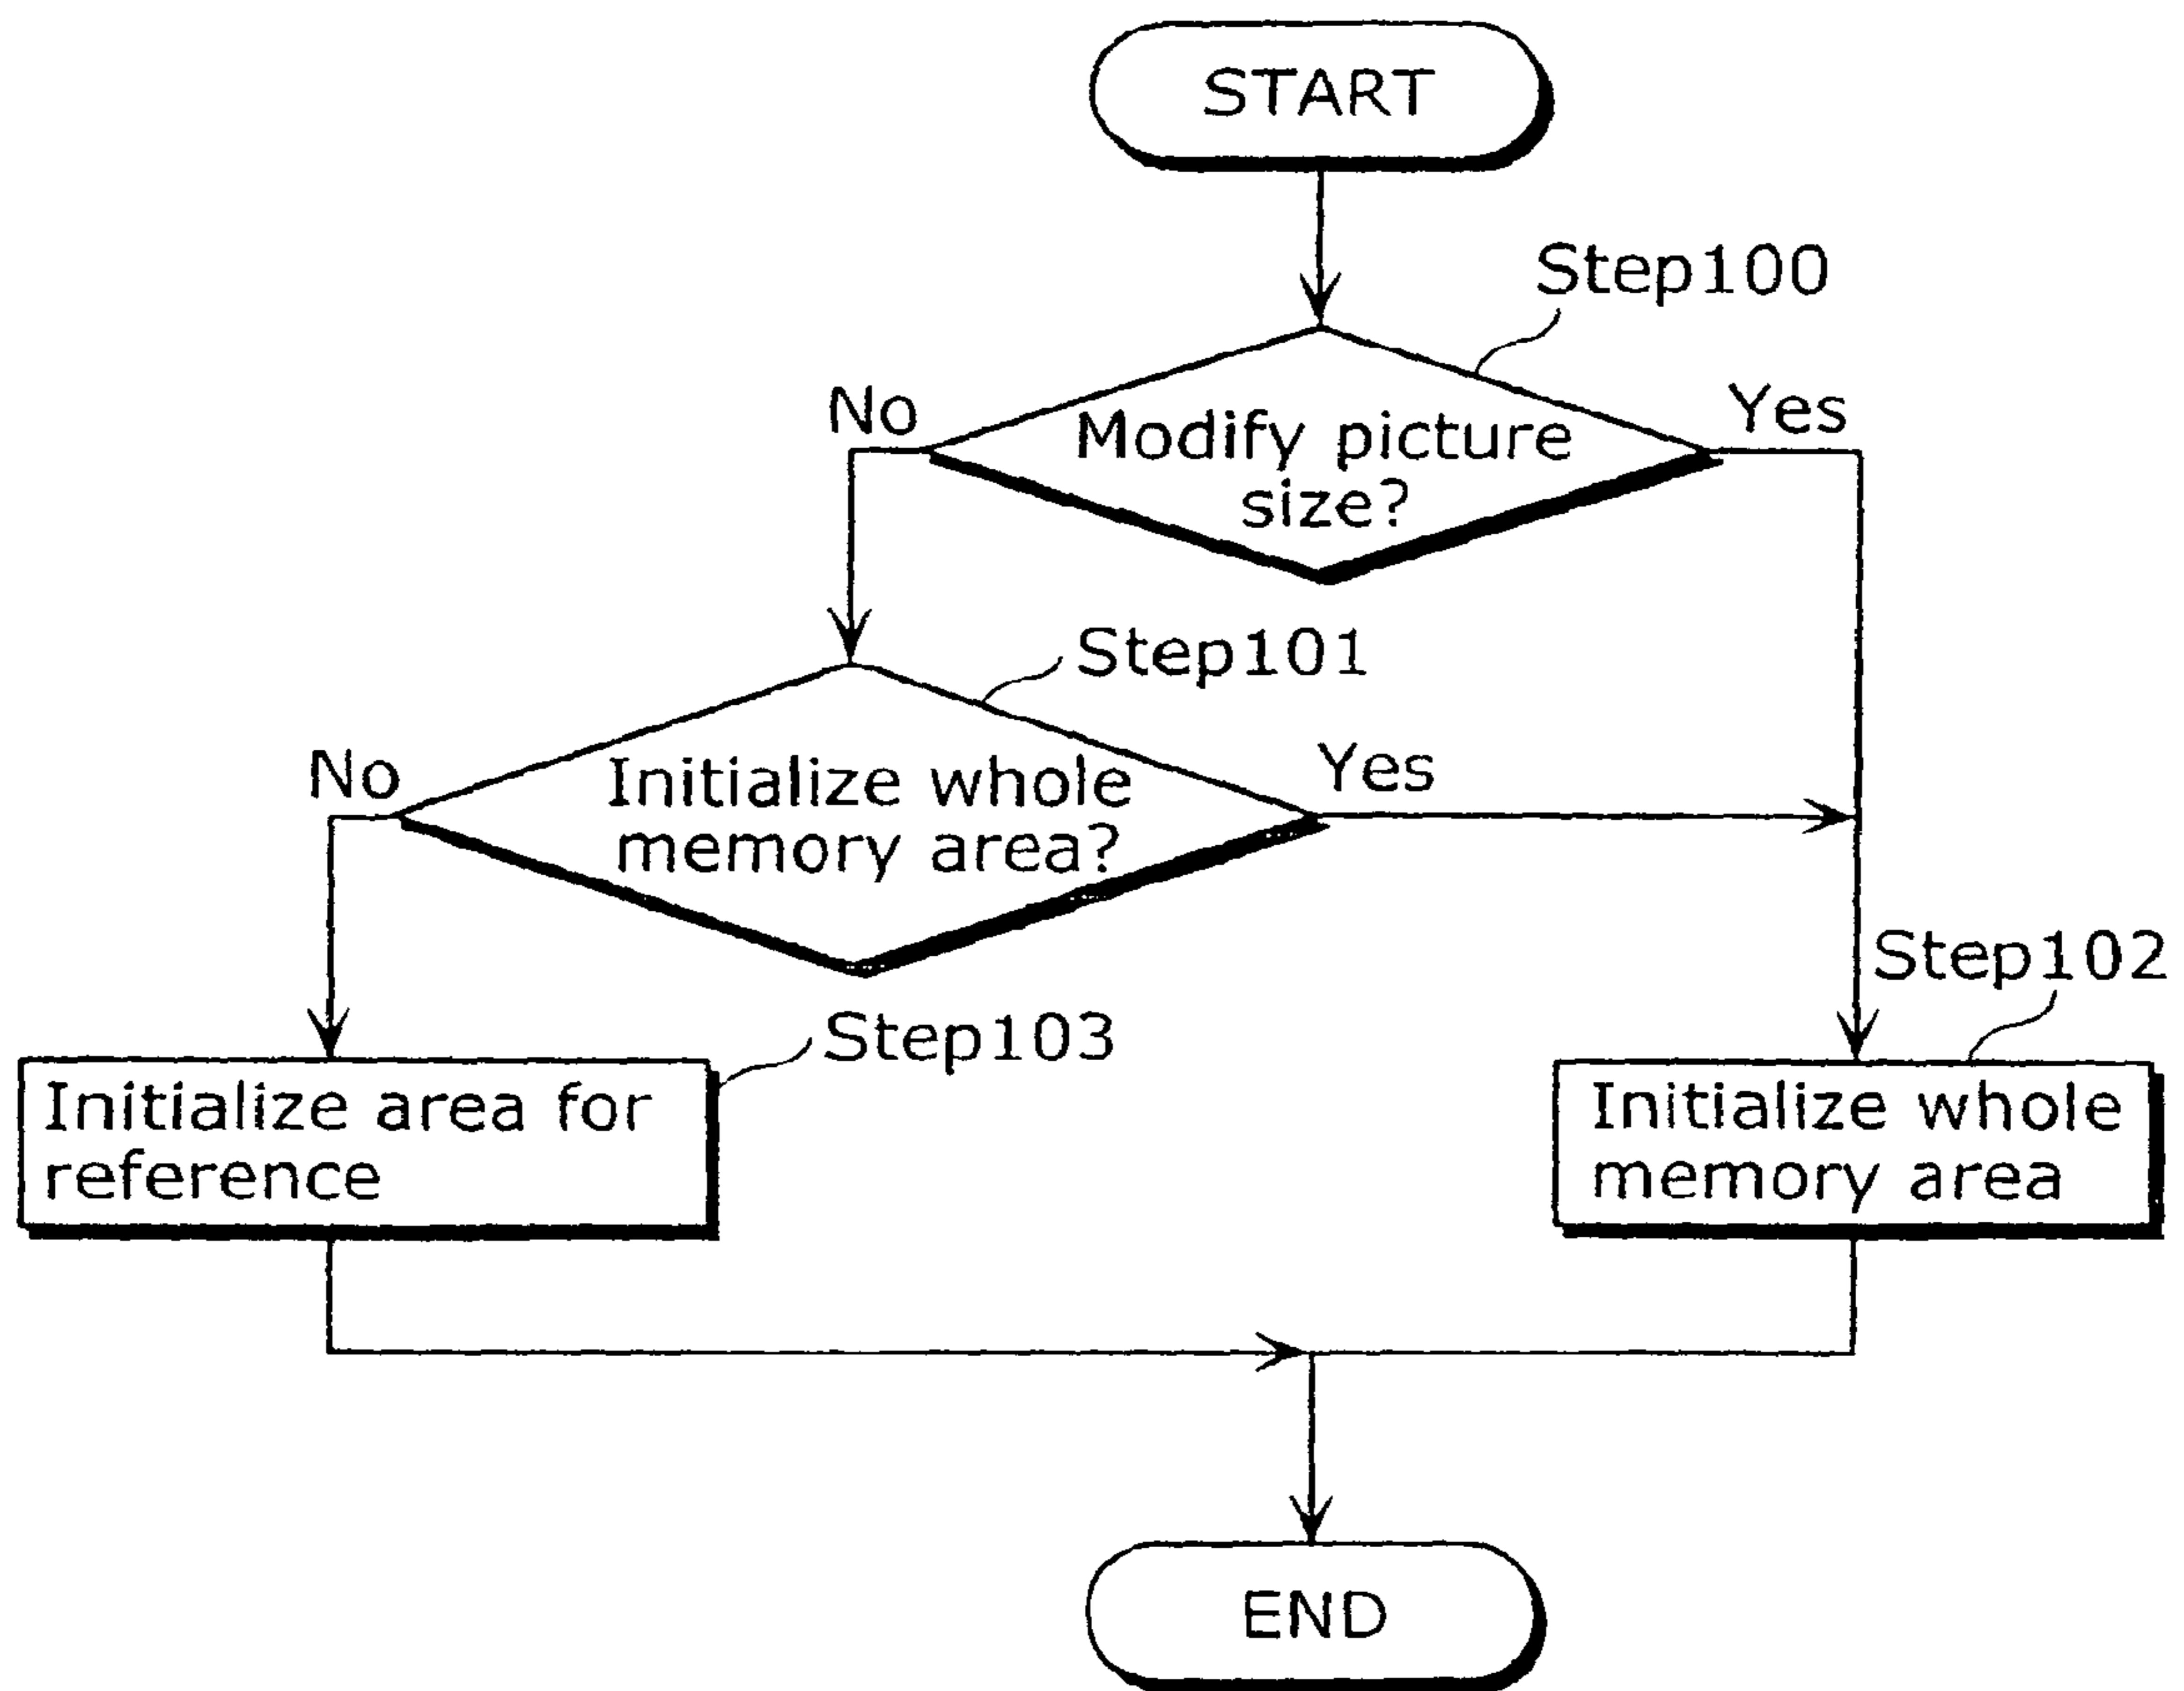 START
Step100
No
Yes
Modify picture
size?
Step101
No
Yes
Initialize whole
memory area?
Step102
Step103
Initialize area for
reference
Initialize whole
memory area
END